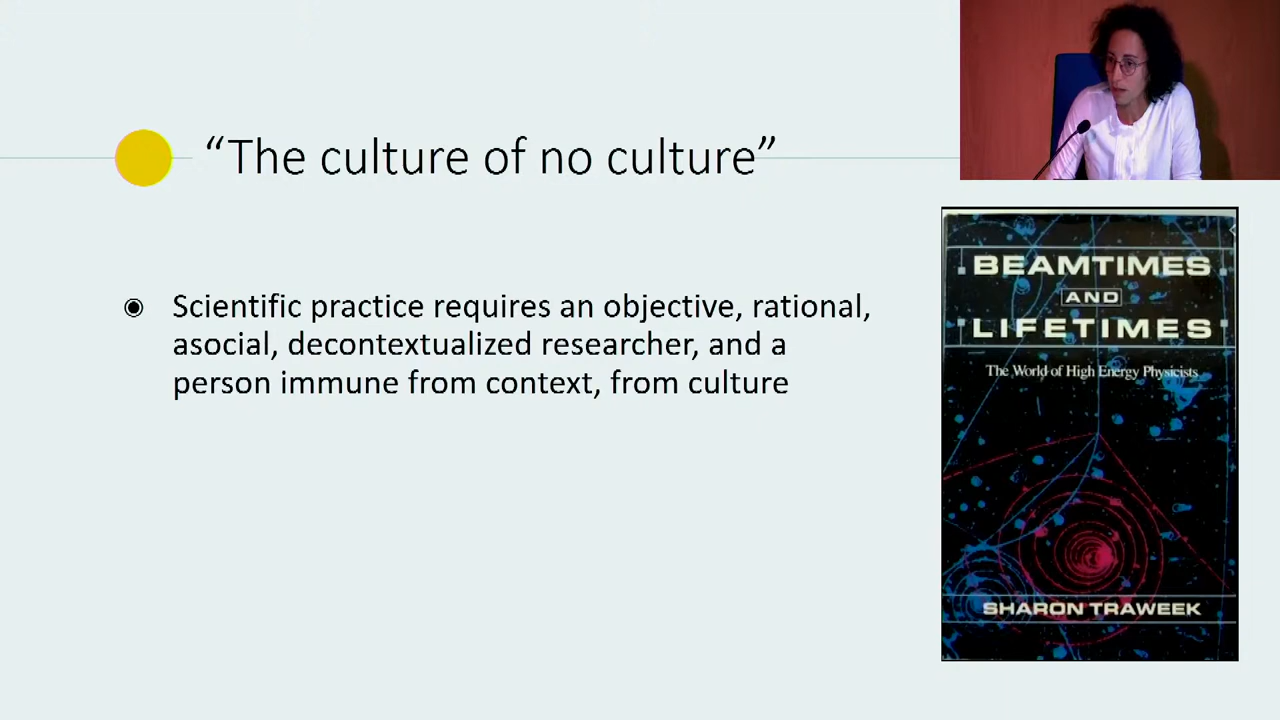 “The culture of no culture”
Scientific practice requires an objective, rational,
asocial, decontextualized researcher, and a
person immune from context, from culture
BEAMTIMES
AND
LIFETIMES
The World of High Energy Physicists
SHARON TRAWEEK